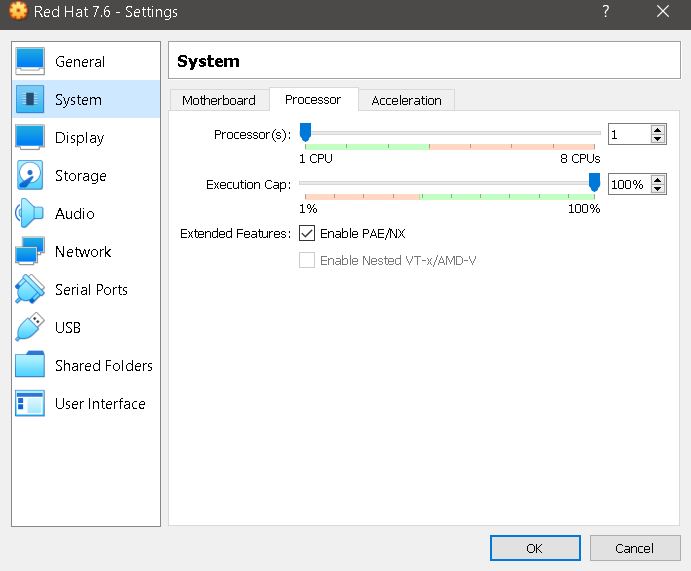 Red Hat 7.6 - Settings ?
General
System
Display
Storage
Audio
Network
Serial Ports
USB
Shared Folders
User Interface
System
Motherboard Processor Acceleration
Processor(s): 1
1 CPU 8 CPUs
Execution Cap: 100%
1% 100%
Extended Features: Enable PAE/NX
Enable Nested VT-x/AMD-V
OK Cancel